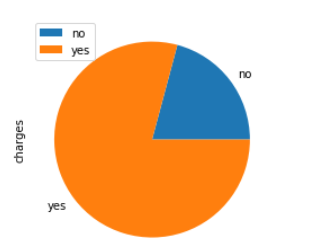 no
yes
no
charges
yes